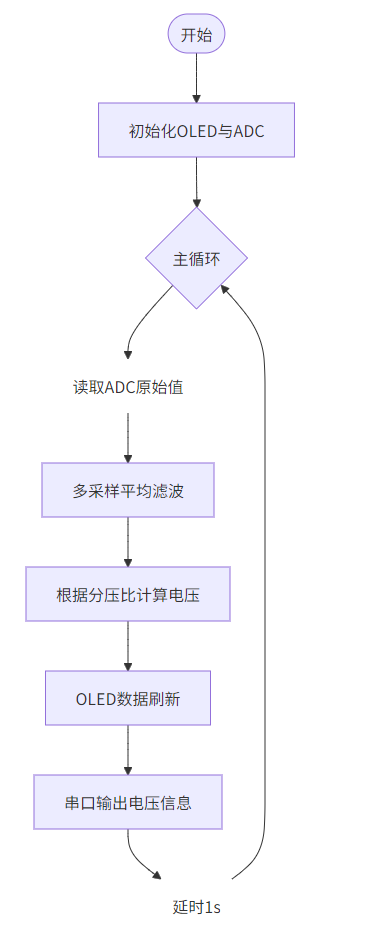 开始
初始化OLED与ADC
主循环
读取ADC原始值
多采样平均滤波
根据分压比计算电压
OLED数据刷新
串口输出电压信息
延时1s